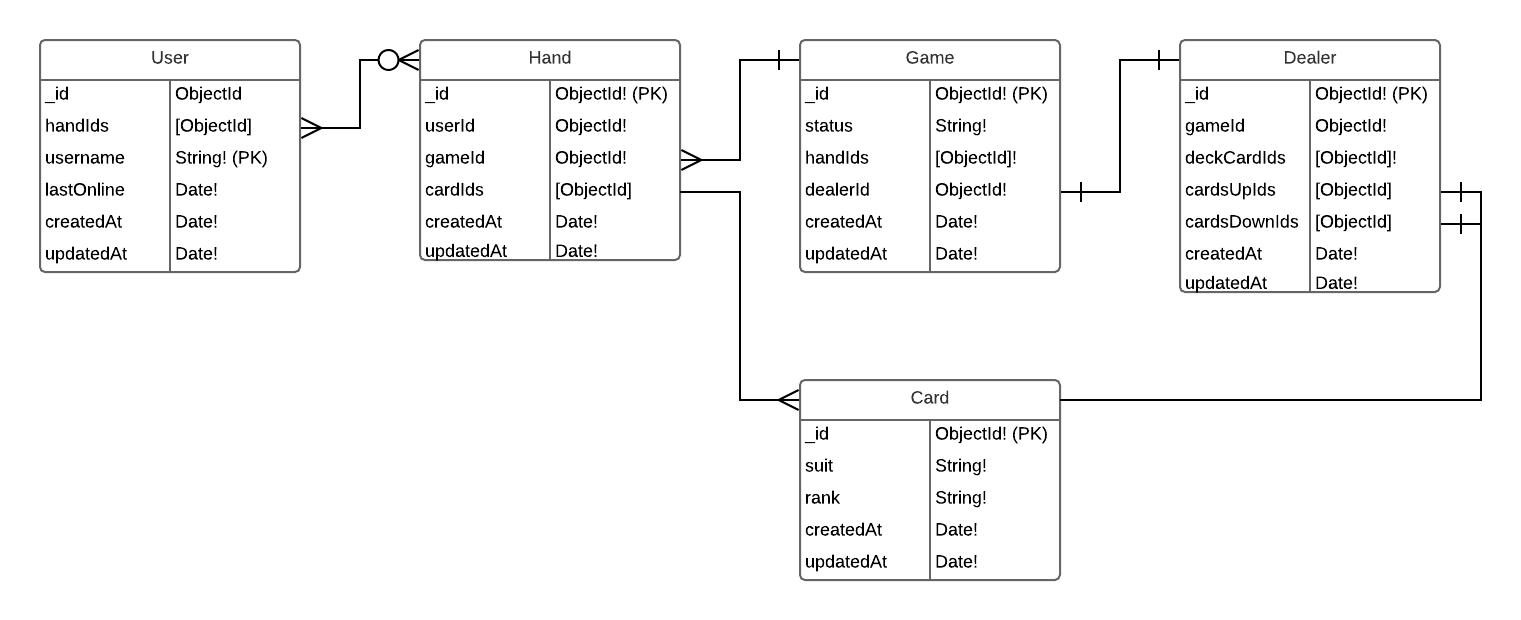 User
_id ObjectId
handIds [ObjectId]
username String! (PK)
lastOnline Date!
createdAt Date!
updatedAt Date!
Hand
_id ObjectId! (PK)
userId ObjectId!
gameId ObjectId!
cardIds [ObjectId]
createdAt Date!
updatedAt Date!
Game
_id ObjectId! (PK)
status String!
handIds [ObjectId]!
dealerId ObjectId!
createdAt Date!
updatedAt Date!
Dealer
_id ObjectId! (PK)
gameId ObjectId!
deckCardIds [ObjectId]!
cardsUpIds [ObjectId]
cardsDownIds [ObjectId]
createdAt Date!
updatedAt Date!
Card
_id ObjectId! (PK)
suit String!
rank String!
createdAt Date!
updatedAt Date!